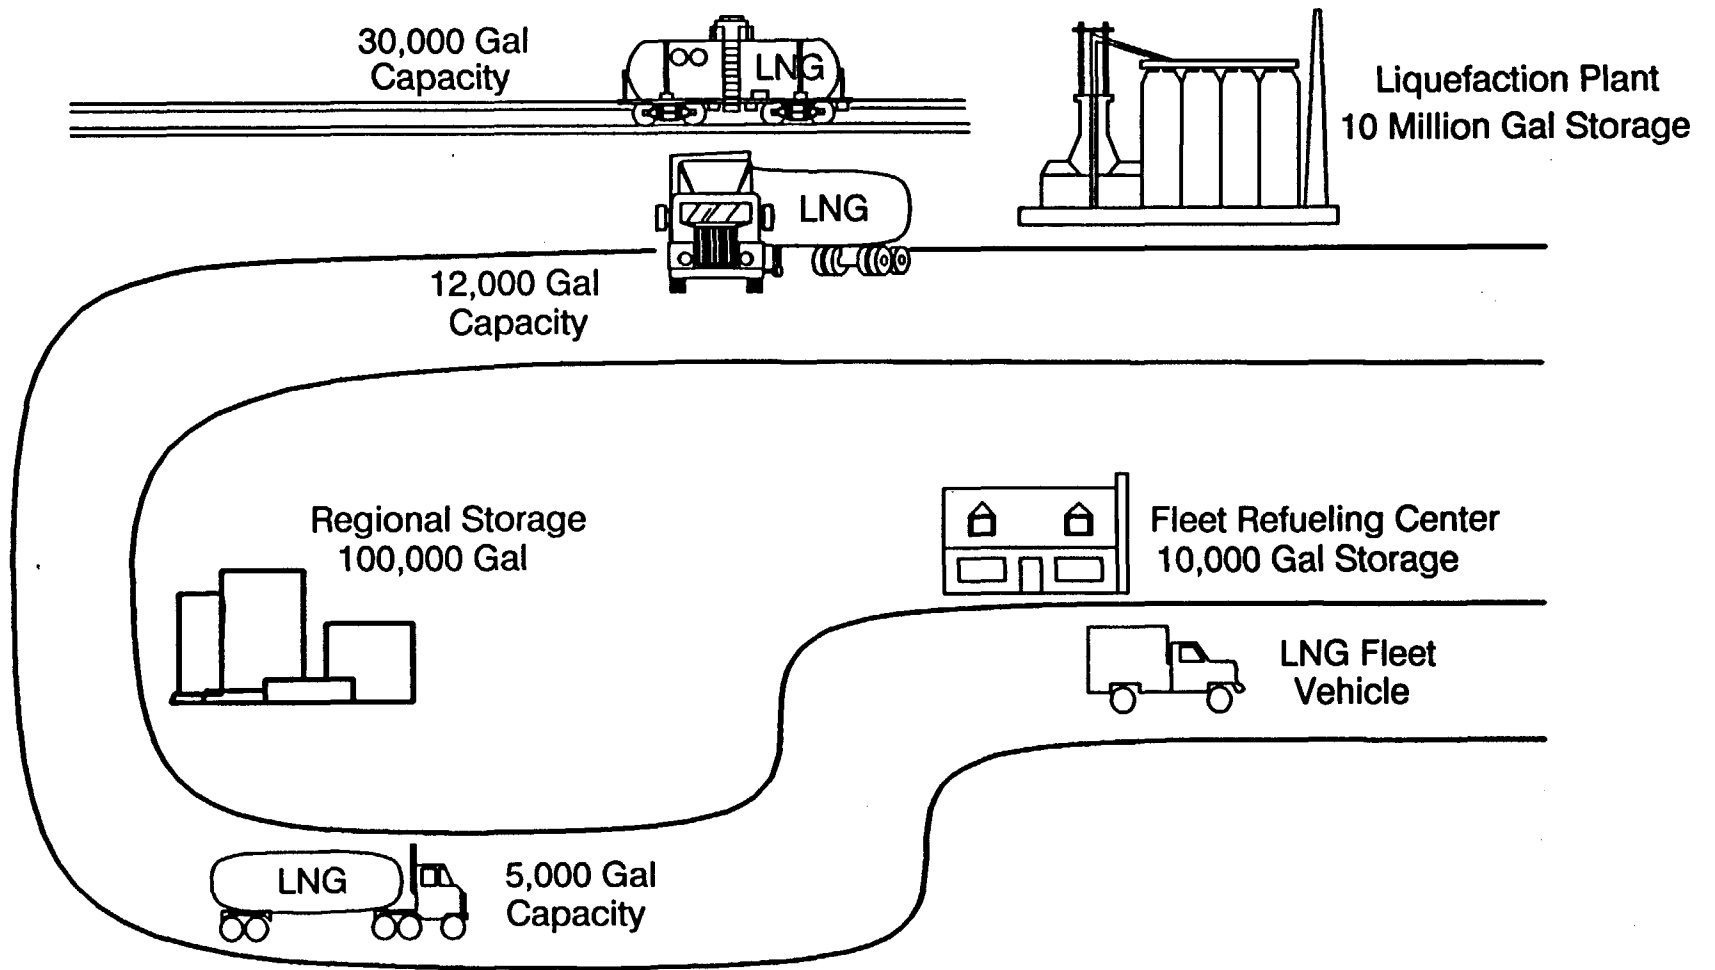 30,000 Gal
Capacity
LNG
Liquefaction Plant
10 Million Gal Storage
LNG
12,000 Gal
Capacity
Regional Storage
100,000 Gal
Fleet Refueling Center
10,000 Gal Storage
LNG Fleet
Vehicle
LNG
5,000 Gal
Capacity